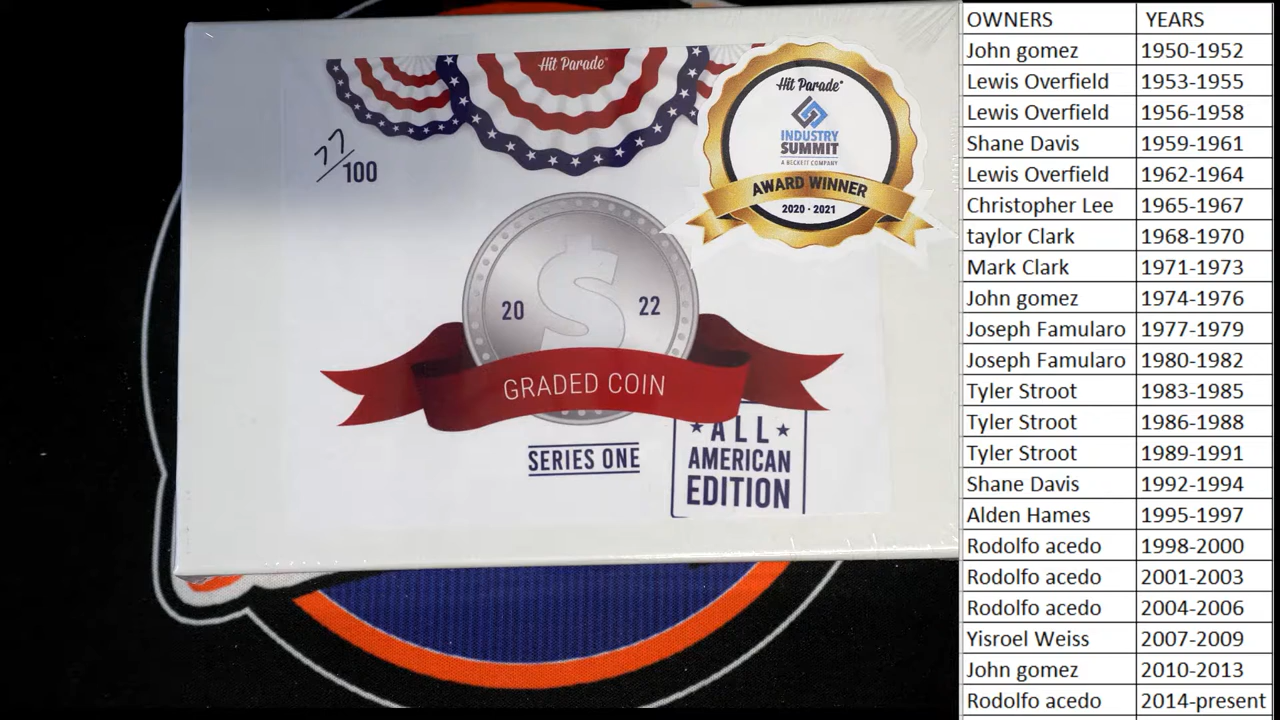 Hit Parade®
77/100
Hit Parade®
INDUSTRY
SUMMIT
A BECKETT COMPANY
AWARD WINNER
2020 · 2021
20 22
GRADED COIN
SERIES ONE
★ALL★
AMERICAN
EDITION
OWNERS YEARS
John gomez 1950-1952
Lewis Overfield 1953-1955
Lewis Overfield 1956-1958
Shane Davis 1959-1961
Lewis Overfield 1962-1964
Christopher Lee 1965-1967
taylor Clark 1968-1970
Mark Clark 1971-1973
John gomez 1974-1976
Joseph Famularo 1977-1979
Joseph Famularo 1980-1982
Tyler Stroot 1983-1985
Tyler Stroot 1986-1988
Tyler Stroot 1989-1991
Shane Davis 1992-1994
Alden Hames 1995-1997
Rodolfo acedo 1998-2000
Rodolfo acedo 2001-2003
Rodolfo acedo 2004-2006
Yisroel Weiss 2007-2009
John gomez 2010-2013
Rodolfo acedo 2014-present